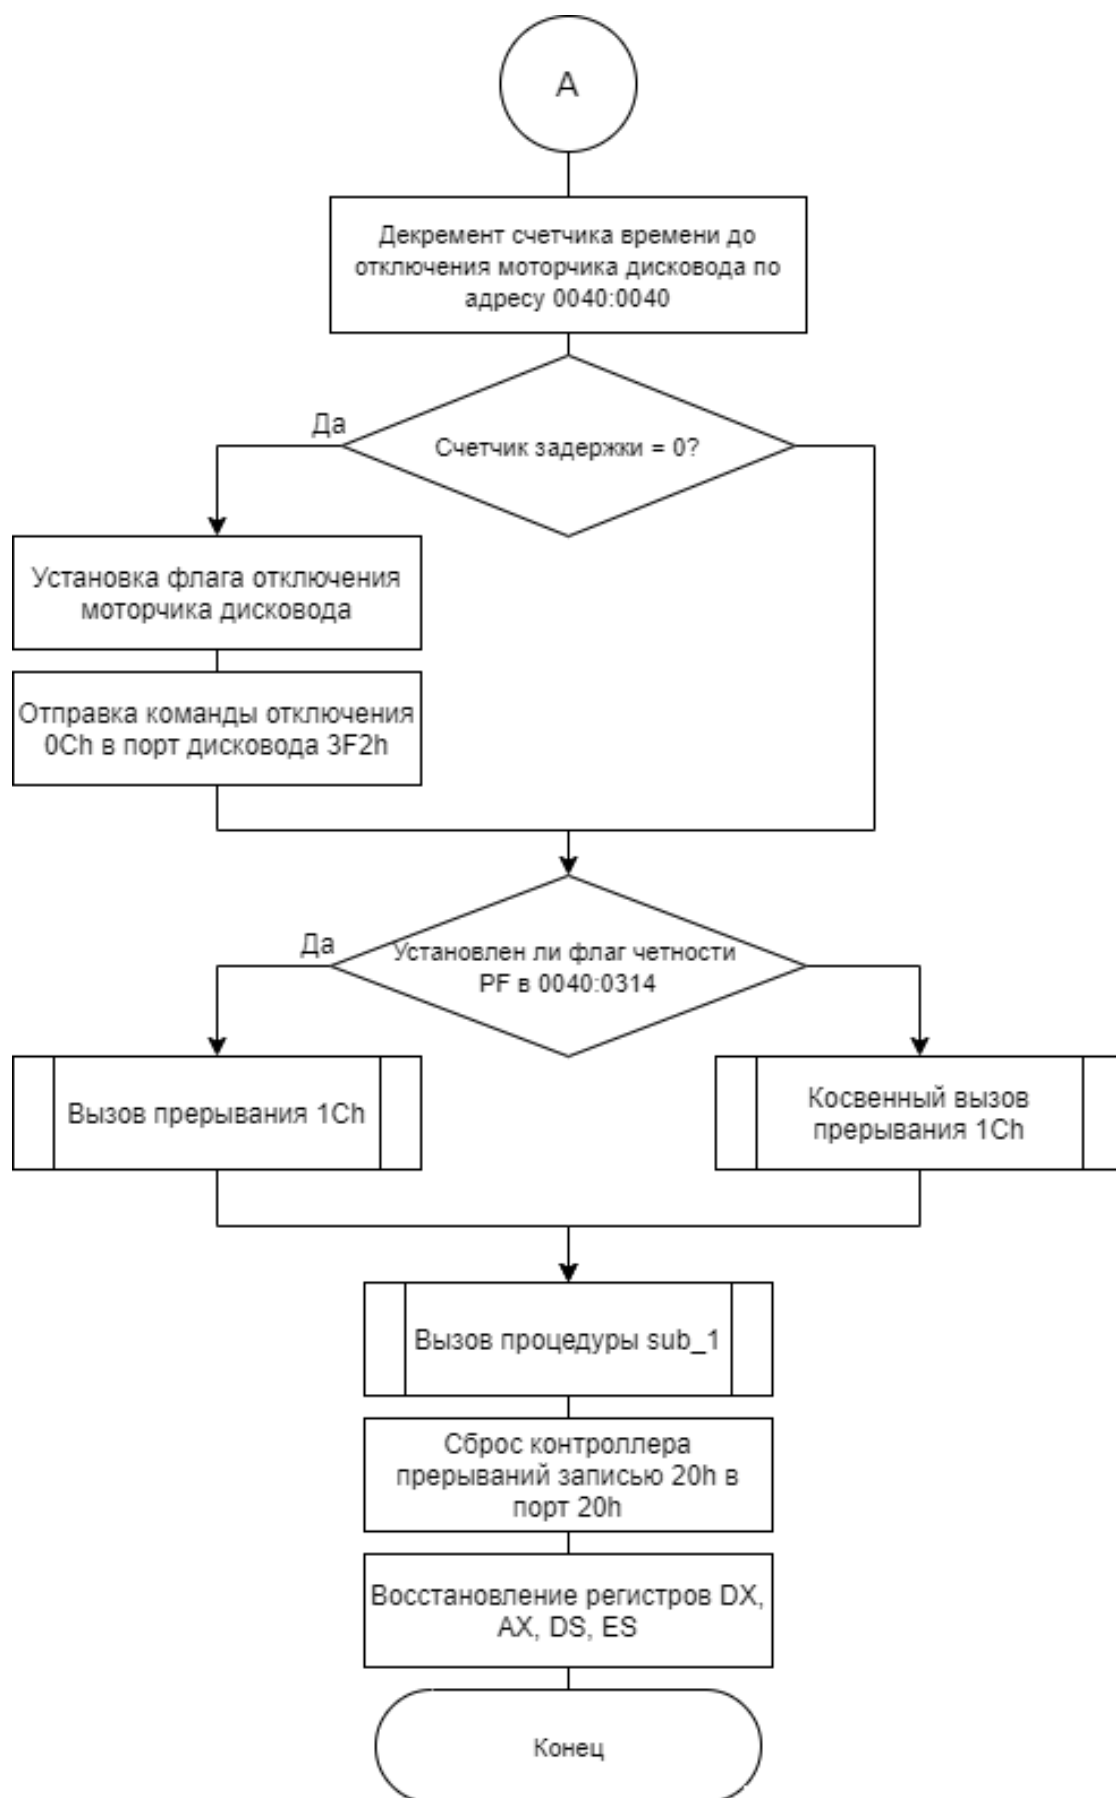 A
Декремент счетчика времени до
отключения моторчика дисковода по
адресу 0040:0040
Да
Счетчик задержки = 0?
Установка флага отключения
моторчика дисковода
Отправка команды отключения
0Ch в порт дисковода 3F2h
Да
Установлен ли флаг четности
PF в 0040:0314
Вызов прерывания 1Ch
Косвенный вызов
прерывания 1Ch
Вызов процедуры sub_1
Сброс контроллера
прерываний записью 20h в
порт 20h
Восстановление регистров DX,
AX, DS, ES
Конец